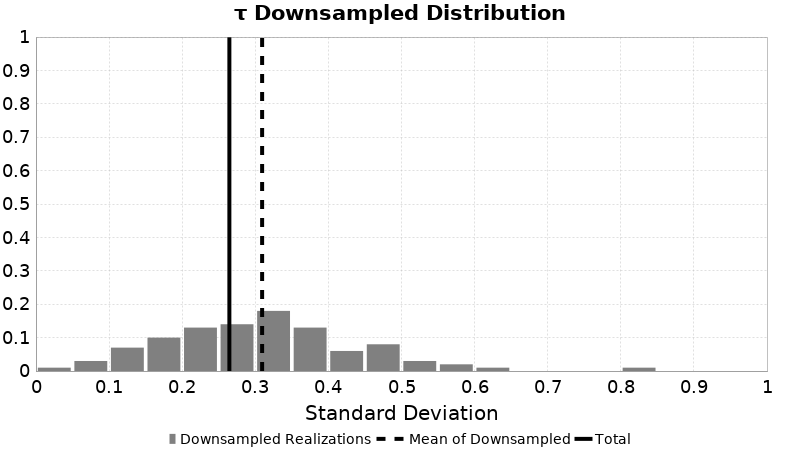 τ Downsampled Distribution
1
0.9
0.8
0.7
0.6
0.5
0.4
0.3
0.2
0.1
0
0 0.1 0.2 0.3 0.4 0.5 0.6 0.7 0.8 0.9 1
Standard Deviation
Downsampled Realizations Mean of Downsampled Total